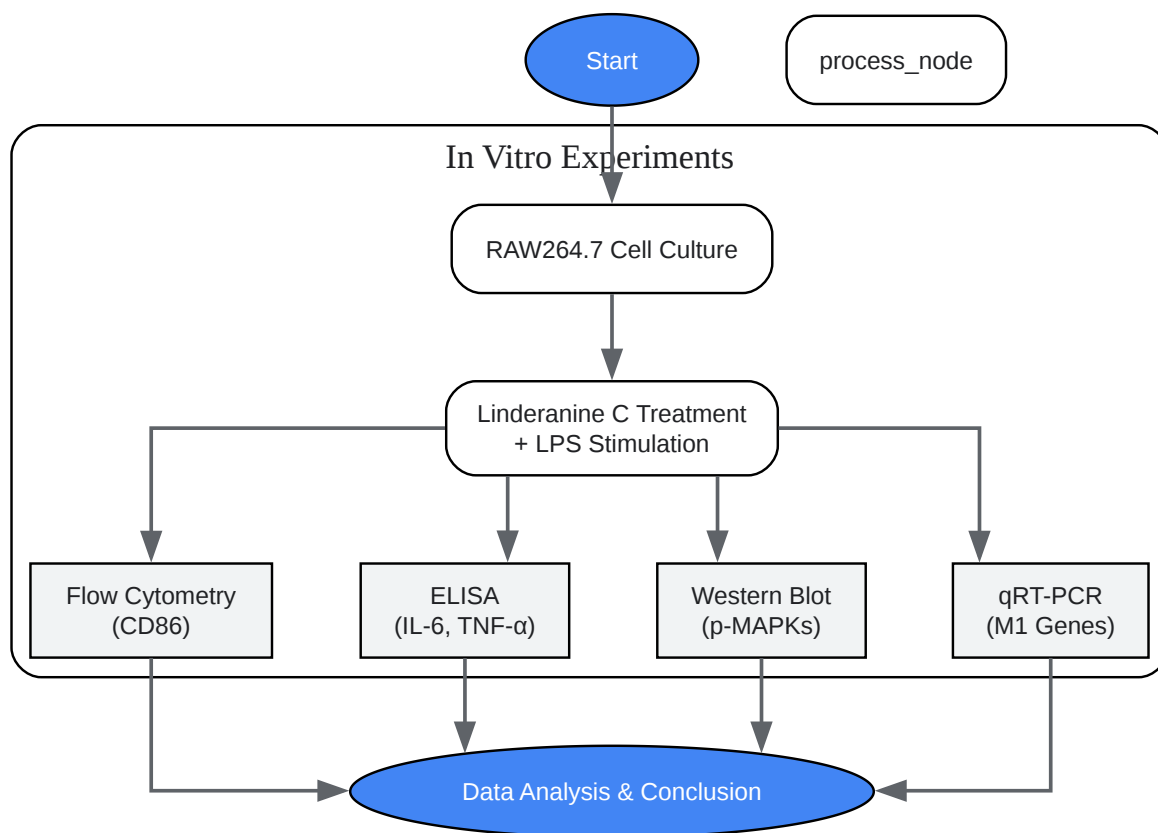 Start
process_node
In Vitro Experiments
RAW264.7 Cell Culture
Linderanine C Treatment
+ LPS Stimulation
Flow Cytometry
(CD86)
ELISA
(IL-6, TNF-α)
Western Blot
(p-MAPKs)
qRT-PCR
(M1 Genes)
Data Analysis & Conclusion